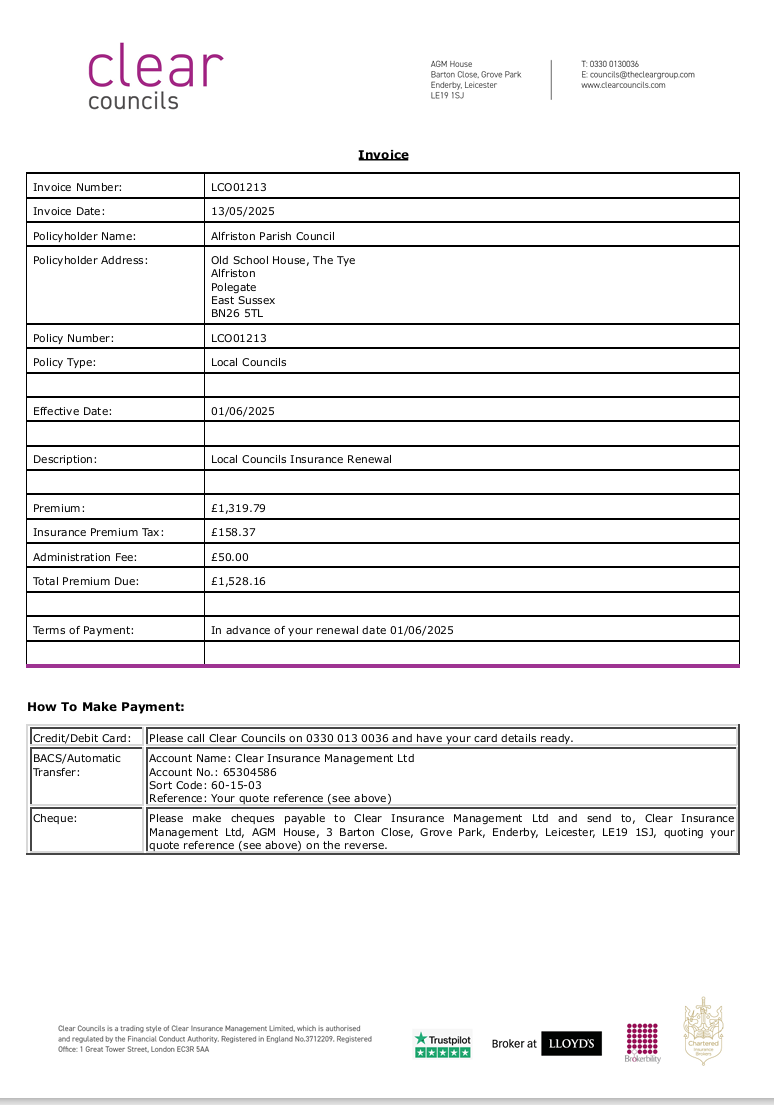 clear
councils
AGM House
Barton Close, Grove Park
Enderby, Leicester
LE19 1SJ
T: 0330 0130036
E: councils@thecleargroup.com
www.clearcouncils.com
Invoice
Invoice Number: LCO01213
Invoice Date: 13/05/2025
Policyholder Name: Alfriston Parish Council
Policyholder Address: Old School House, The Tye
Alfriston
Polegate
East Sussex
BN26 5TL
Policy Number: LCO01213
Policy Type: Local Councils
Effective Date: 01/06/2025
Description: Local Councils Insurance Renewal
Premium: £1,319.79
Insurance Premium Tax: £158.37
Administration Fee: £50.00
Total Premium Due: £1,528.16
Terms of Payment: In advance of your renewal date 01/06/2025
How To Make Payment:
Credit/Debit Card: Please call Clear Councils on 0330 013 0036 and have your card details ready.
BACS/Automatic Transfer: Account Name: Clear Insurance Management Ltd
Account No.: 65304586
Sort Code: 60-15-03
Reference: Your quote reference (see above)
Cheque: Please make cheques payable to Clear Insurance Management Ltd and send to, Clear Insurance
Management Ltd, AGM House, 3 Barton Close, Grove Park, Enderby, Leicester, LE19 1SJ, quoting your
quote reference (see above) on the reverse.
Clear Councils is a trading style of Clear Insurance Management Limited, which is authorised
and regulated by the Financial Conduct Authority. Registered in England No.3712209. Registered
Office: 1 Great Tower Street, London EC3R 5AA
Trustpilot
Broker at LLOYD'S
Brokerbility
Chartered
Insurance
Brokers